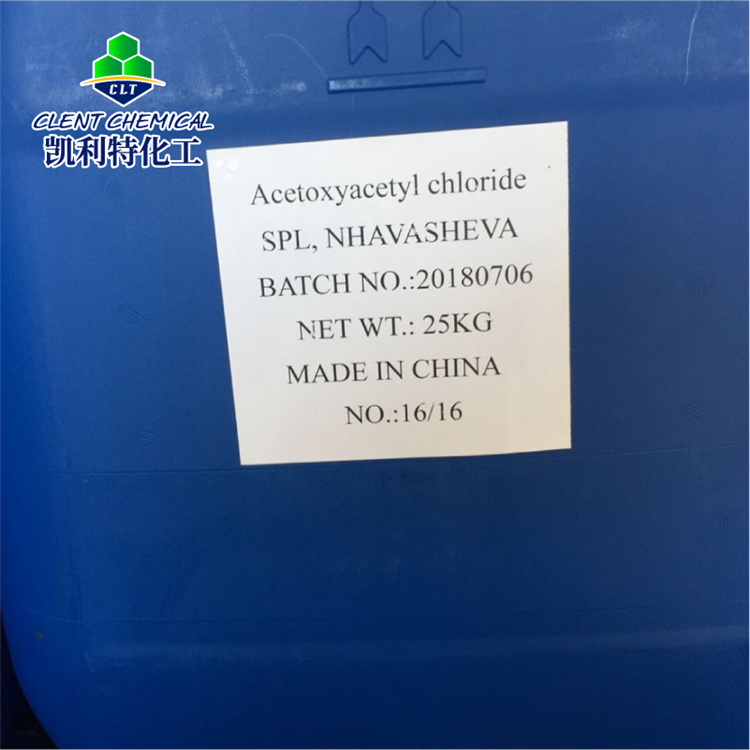 CLT
CLENT CHEMICAL
凯利特化工
Acetoxyacetyl chloride
SPL, NHAVASHEVA
BATCH NO.:20180706
NET WT.: 25KG
MADE IN CHINA
NO.:16/16